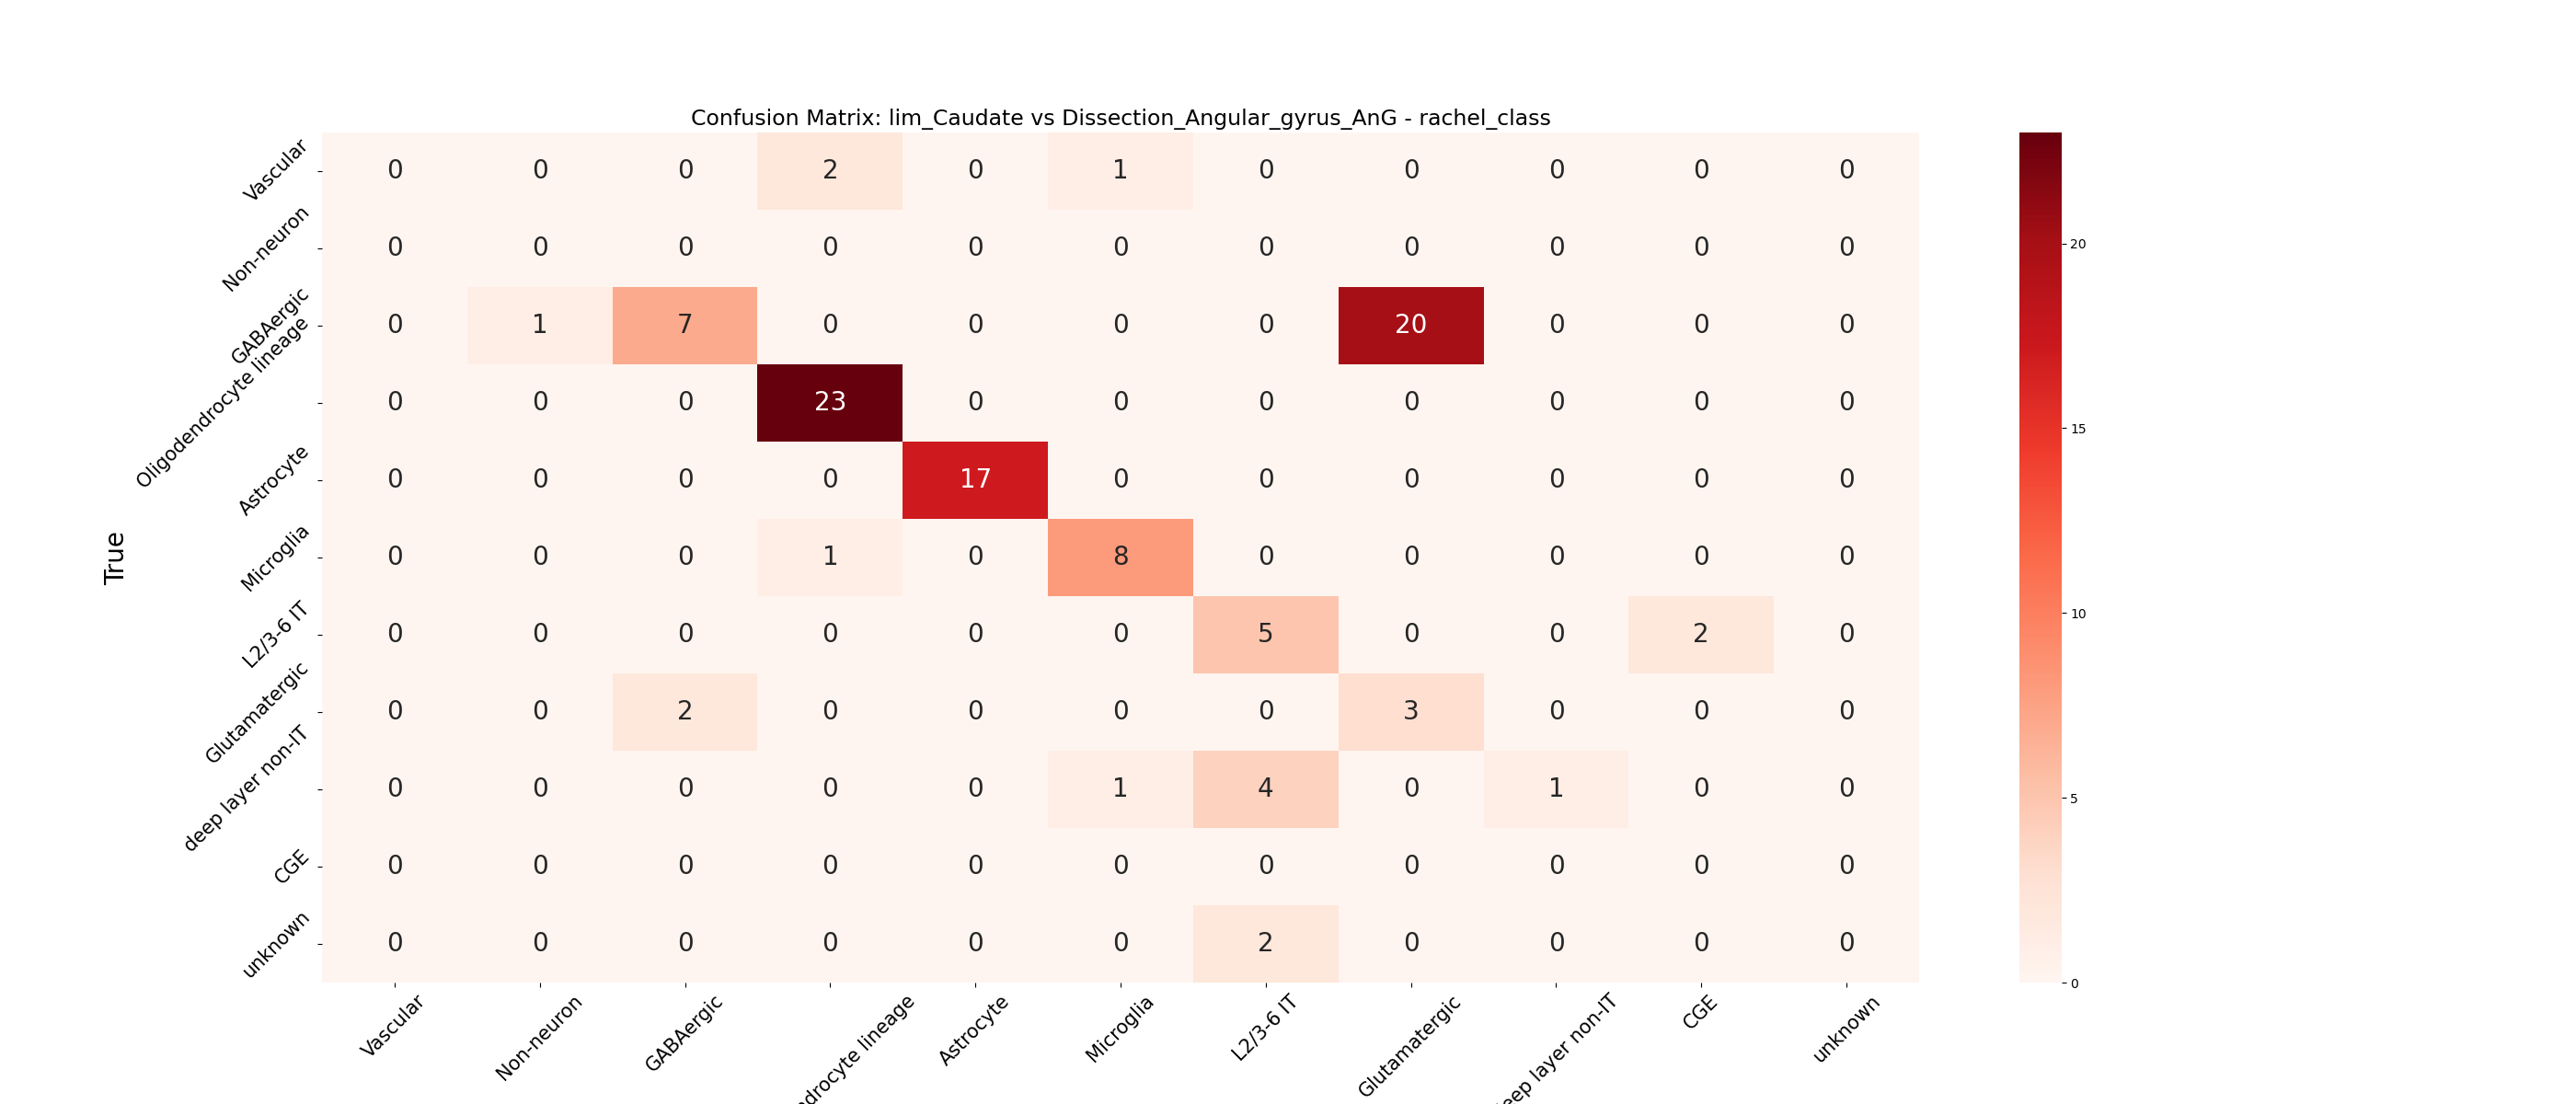 Confusion Matrix: lim_Caudate vs Dissection_Angular_gyrus_AnG - rachel_class
True
Vascular 0 0 0 2 0 1 0 0 0 0 0
Non-neuron 0 0 0 0 0 0 0 0 0 0 0
GABAergic 0 1 7 0 0 0 0 20 0 0 0
Oligodendrocyte lineage 0 0 0 23 0 0 0 0 0 0 0
Astrocyte 0 0 0 0 17 0 0 0 0 0 0
Microglia 0 0 0 1 0 8 0 0 0 0 0
L2/3-6 IT 0 0 0 0 0 0 5 0 0 2 0
Glutamatergic 0 0 2 0 0 0 0 3 0 0 0
deep layer non-IT 0 0 0 0 0 1 4 0 1 0 0
CGE 0 0 0 0 0 0 0 0 0 0 0
unknown 0 0 0 0 0 0 2 0 0 0 0
Vascular Non-neuron GABAergic ndrocyte lineage Astrocyte Microglia L2/3-6 IT Glutamatergic eep layer non-IT CGE unknown
20
15
10
5
0